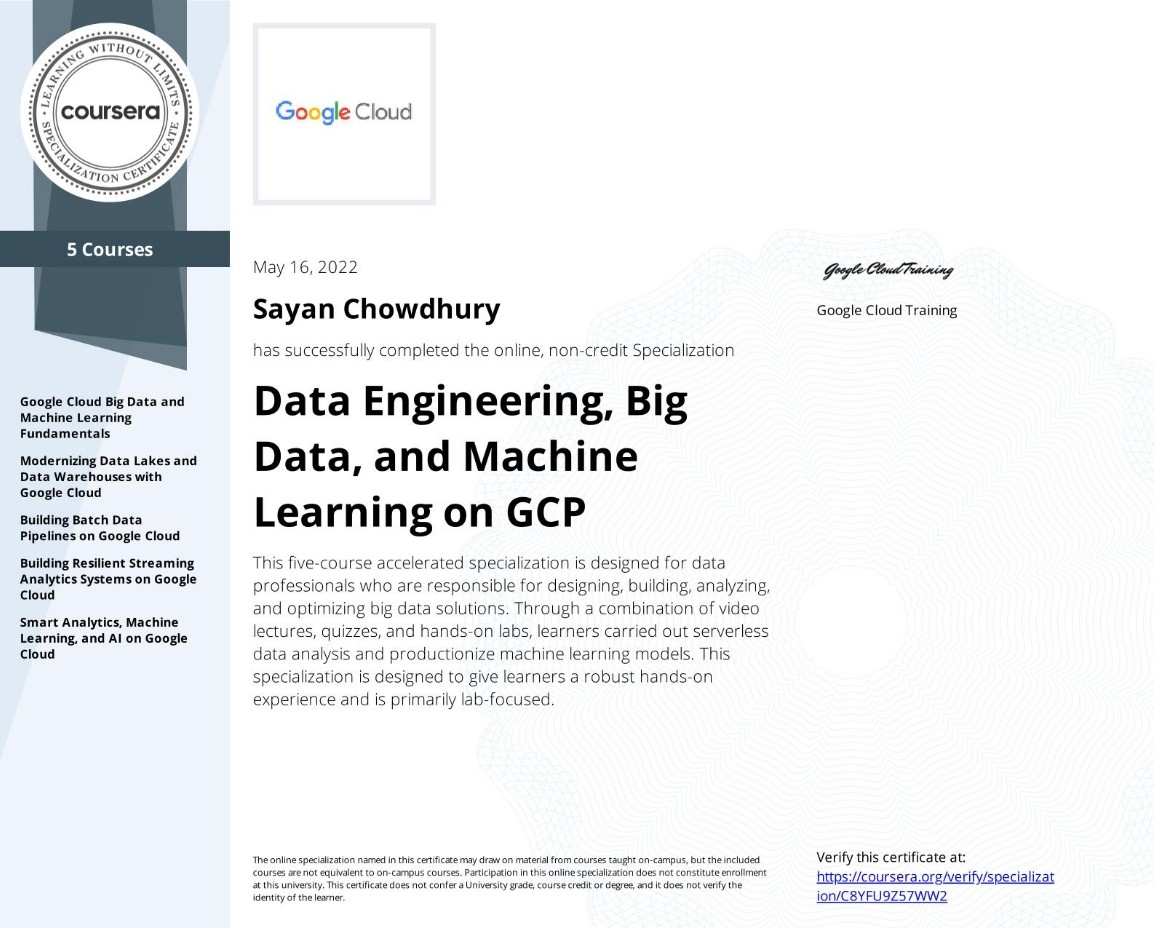 LEARNING WITHOUT LIMITS
coursera
SPECIALIZATION CERTIFICATE
5 Courses
Google Cloud Big Data and
Machine Learning
Fundamentals
Modernizing Data Lakes and
Data Warehouses with
Google Cloud
Building Batch Data
Pipelines on Google Cloud
Building Resilient Streaming
Analytics Systems on Google
Cloud
Smart Analytics, Machine
Learning, and AI on Google
Cloud
Google Cloud
May 16, 2022
Sayan Chowdhury
has successfully completed the online, non-credit Specialization
Data Engineering, Big
Data, and Machine
Learning on GCP
This five-course accelerated specialization is designed for data
professionals who are responsible for designing, building, analyzing,
and optimizing big data solutions. Through a combination of video
lectures, quizzes, and hands-on labs, learners carried out serverless
data analysis and productionize machine learning models. This
specialization is designed to give learners a robust hands-on
experience and is primarily lab-focused.
Google Cloud Training
Google Cloud Training
The online specialization named in this certificate may draw on material from courses taught on-campus, but the included
courses are not equivalent to on-campus courses. Participation in this online specialization does not constitute enrollment
at this university. This certificate does not confer a University grade, course credit or degree, and it does not verify the
identity of the learner.
Verify this certificate at:
https://coursera.org/verify/specializat
ion/C8YFU9Z57WW2